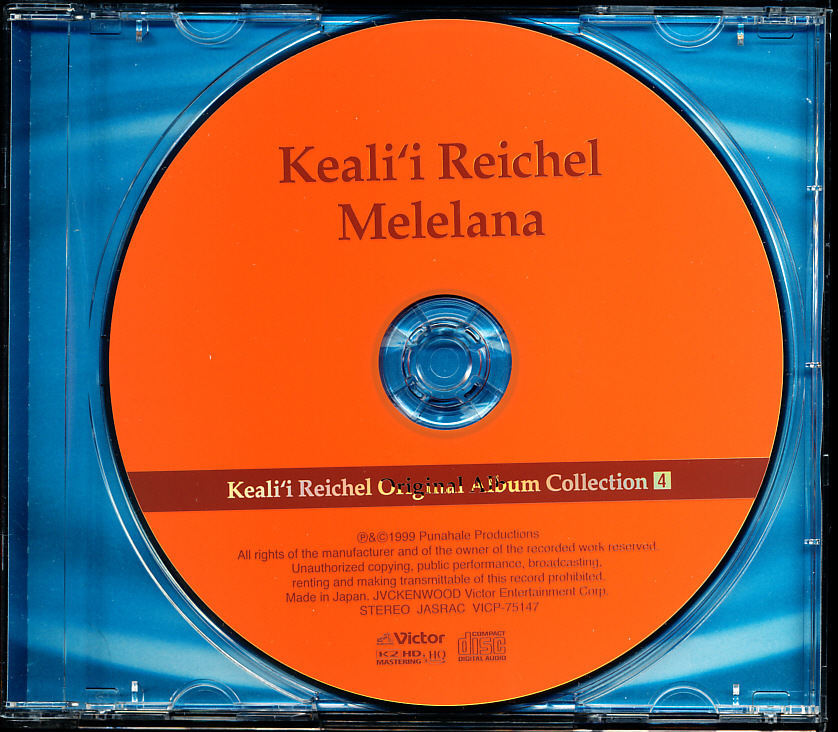 Keali‘i Reichel
Melelana
Keali‘i Reichel Original Album Collection 4
℗&©1999 Punahale Productions
All rights of the manufacturer and of the owner of the recorded work reserved.
Unauthorized copying, public performance, broadcasting,
renting and making transmittable of this record prohibited.
Made in Japan. JVCKENWOOD Victor Entertainment Corp.
STEREO JASRAC VICP-75147
Victor
K2 HD MASTERING + HQ
COMPACT
disc
DIGITAL AUDIO